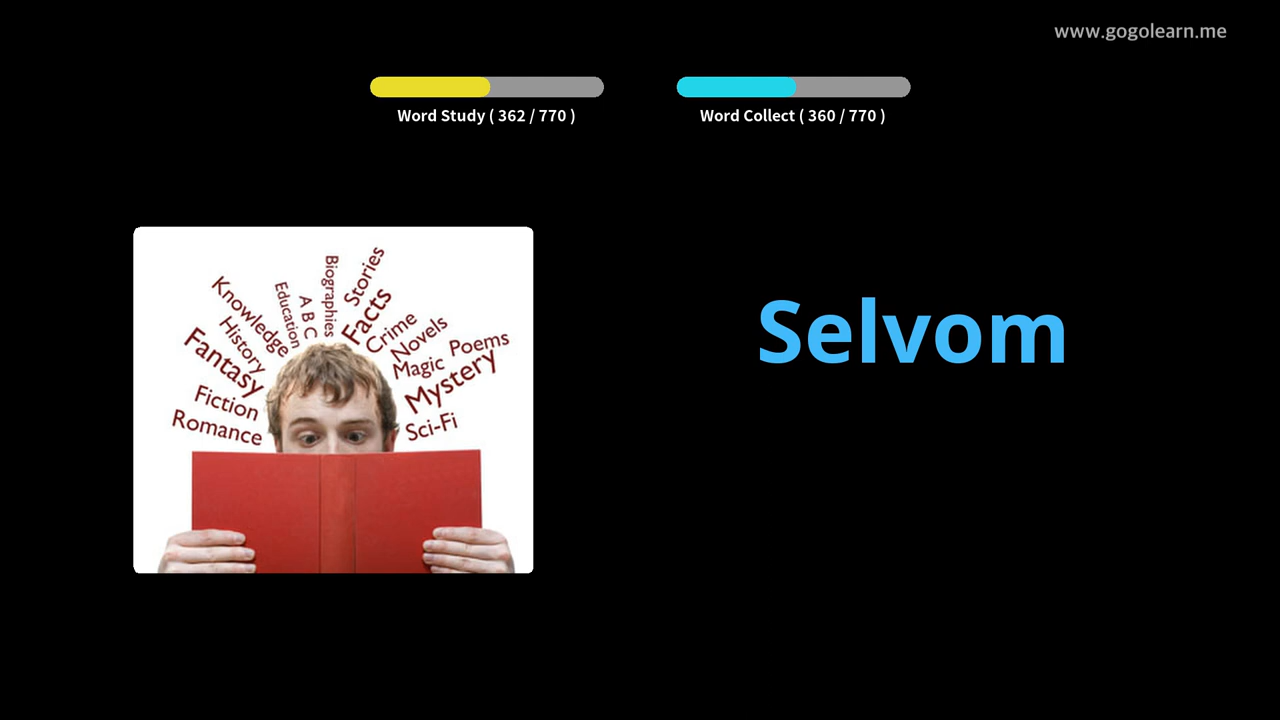 www.gogolearn.me
Word Study ( 362 / 770 )
Word Collect ( 360 / 770 )
Selvom
Romance
Fiction
Fantasy
History
Knowledge
Education
A B C
Biographies
Stories
Facts
Crime
Novels
Magic
Poems
Mystery
Sci-Fi